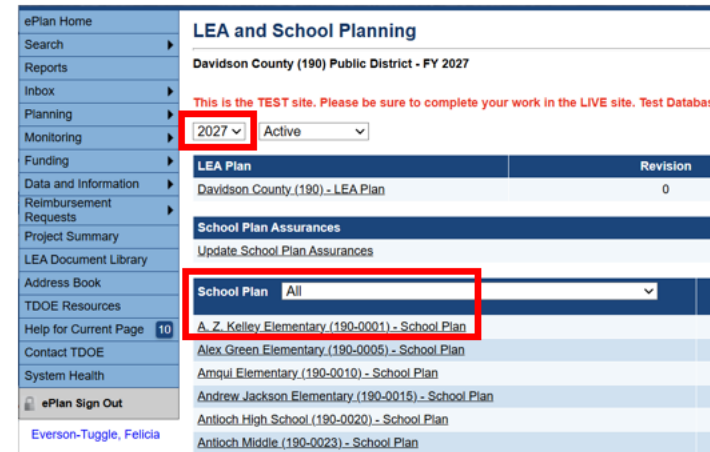 ePlan Home
Search
Reports
Inbox
Planning
Monitoring
Funding
Data and Information
Reimbursement
Requests
Project Summary
LEA Document Library
Address Book
TDOE Resources
Help for Current Page 10
Contact TDOE
System Health
ePlan Sign Out
Everson-Tuggle, Felicia
LEA and School Planning
Davidson County (190) Public District - FY 2027
This is the TEST site. Please be sure to complete your work in the LIVE site. Test Databas
2027 Active
LEA Plan Revision
Davidson County (190) - LEA Plan 0
School Plan Assurances
Update School Plan Assurances
School Plan All
A. Z. Kelley Elementary (190-0001) - School Plan
Alex Green Elementary (190-0005) - School Plan
Amqui Elementary (190-0010) - School Plan
Andrew Jackson Elementary (190-0015) - School Plan
Antioch High School (190-0020) - School Plan
Antioch Middle (190-0023) - School Plan